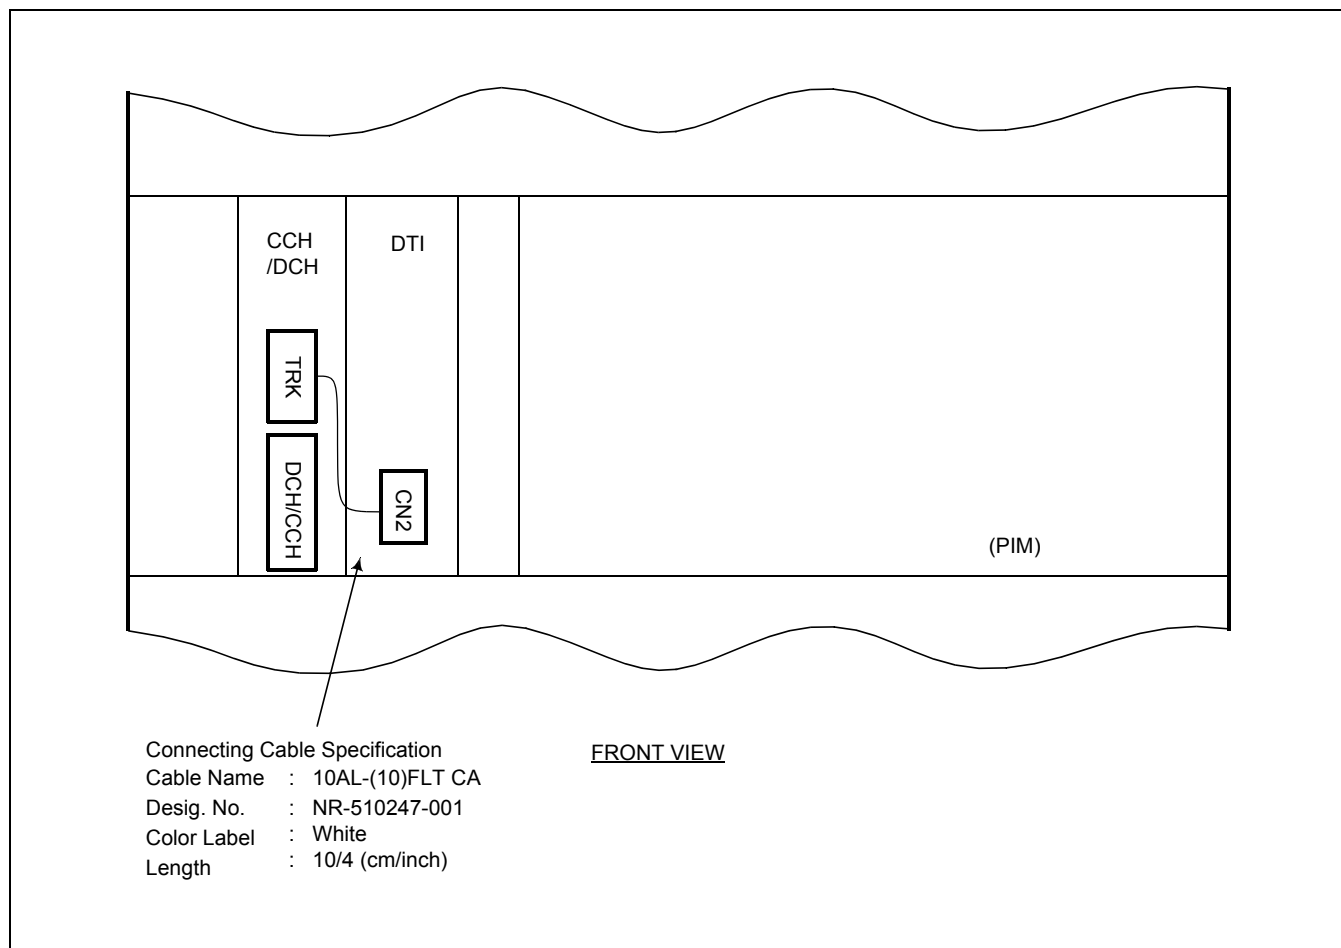 CCH
/DCH
DTI
TRK
DCH/CCH
CN2
(PIM)
Connecting Cable Specification
Cable Name : 10AL-(10)FLT CA
Desig. No. : NR-510247-001
Color Label : White
Length : 10/4 (cm/inch)
FRONT VIEW